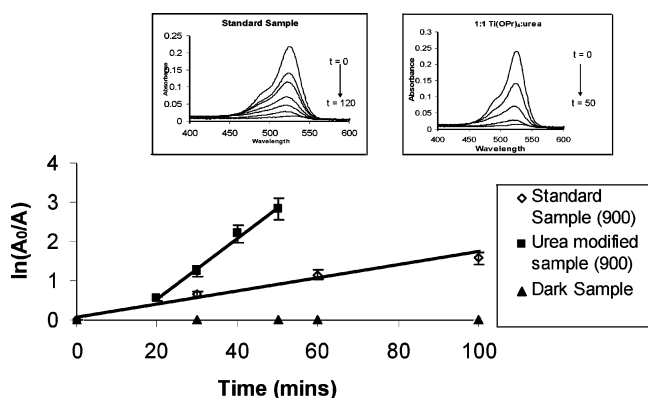 Standard Sample
Absorbance
0.25
0.2
0.15
0.1
0.05
0
t = 0
t = 120
400
450
500
550
600
Wavelength
1:1 Ti(OPr)₄:urea
Absorbance
0.3
0.25
0.2
0.15
0.1
0.05
0
t = 0
t = 50
400
450
500
550
600
Wavelength
ln(A₀/A)
4
3
2
1
0
0
20
40
60
80
100
Time (mins)
Standard
Sample (900)
Urea modified
sample (900)
Dark Sample